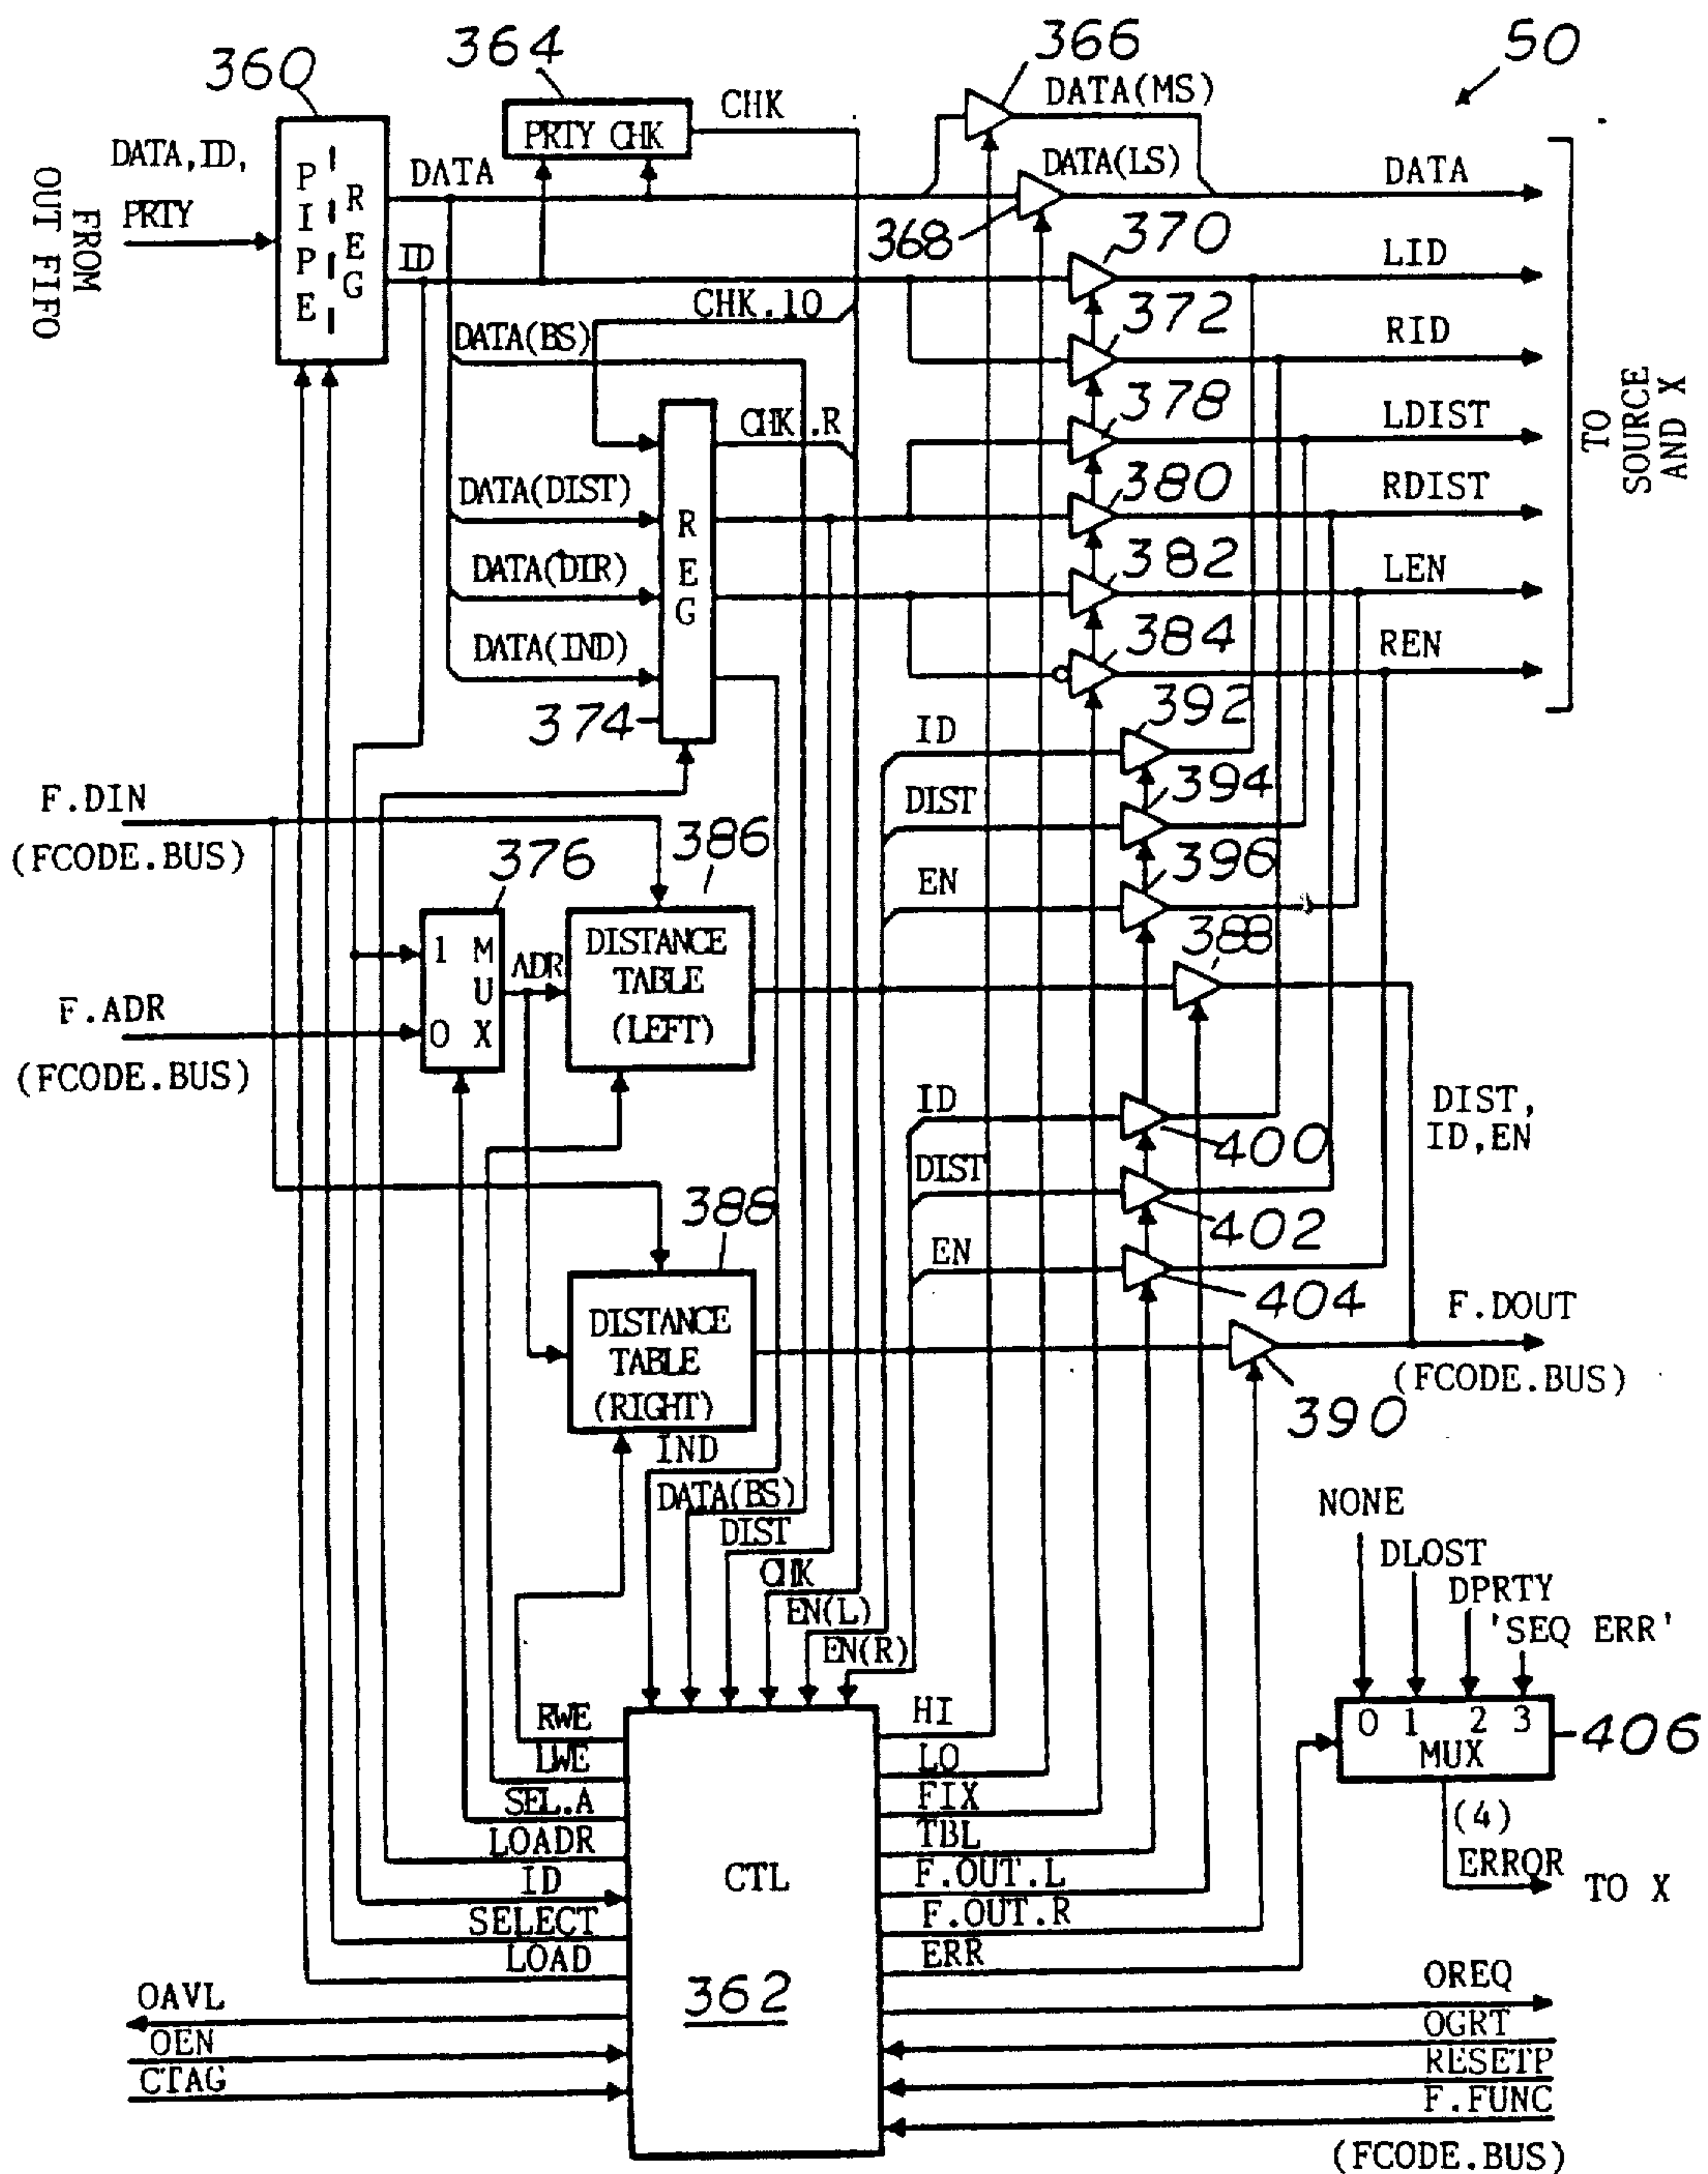 360
364
366
50
DATA(MS)
CHK
PRTY CHK
DATA, ID,
PRTY
FROM
OUT FIFO
PIPE
REG
DATA
DATA(LS)
DATA
368
370
ID
LID
CHK.10
372
RID
DATA(BS)
378
CHK.R
LDIST
TO
SOURCE
AND X
DATA(DIST)
REG
380
RDIST
DATA(DIR)
382
LEN
DATA(IND)
384
REN
374
392
ID
F.DIN
(FCODE.BUS)
394
DIST
386
376
396
EN
388
1
0
MUX
ADR
DISTANCE
TABLE
(LEFT)
F.ADR
(FCODE.BUS)
ID
400
DIST,
ID,EN
DIST
402
388
EN
404
F.DOUT
(FCODE.BUS)
DISTANCE
TABLE
(RIGHT)
390
IND
DATA(BS)
DIST
CHK
EN(L)
EN(R)
NONE
DLOST
DPRTY
'SEQ ERR'
0 1 2 3
MUX
406
(4)
ERROR
TO X
RWE
LWE
SEL.A
LOADR
ID
SELECT
LOAD
CTL
362
HI
LO
FIX
TBL
F.OUT.L
F.OUT.R
ERR
OAVL
OEN
CTAG
OREQ
OGRT
RESETP
F.FUNC
(FCODE.BUS)